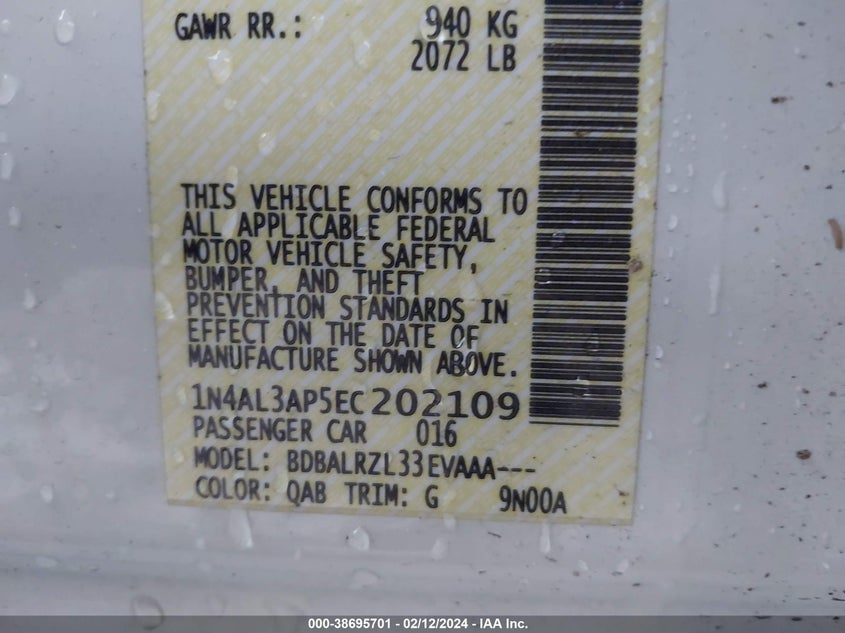 GAWR RR.: 940 KG
2072 LB
THIS VEHICLE CONFORMS TO
ALL APPLICABLE FEDERAL
MOTOR VEHICLE SAFETY,
BUMPER, AND THEFT
PREVENTION STANDARDS IN
EFFECT ON THE DATE OF
MANUFACTURE SHOWN ABOVE.
1N4AL3AP5EC202109
PASSENGER CAR 016
MODEL: BDBALRZL33EVAAA---
COLOR: QAB TRIM: G 9N00A
000-38695701 - 02/12/2024 - IAA Inc.